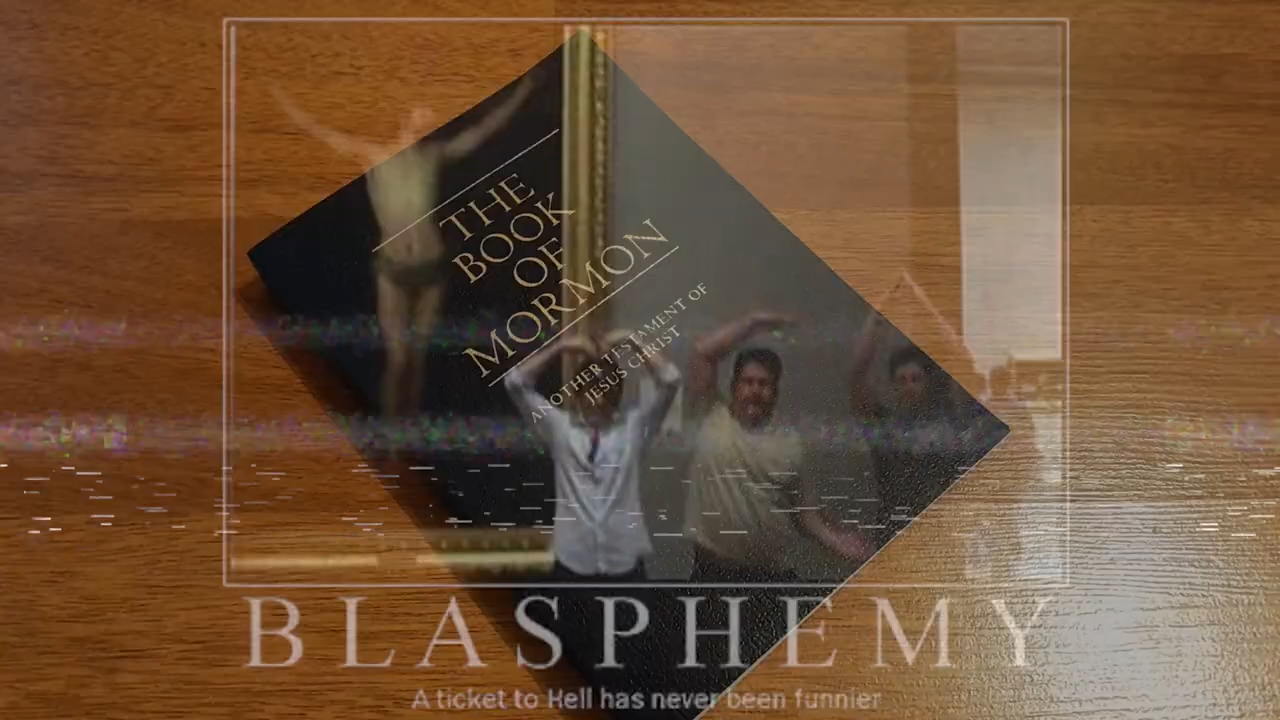 THE
BOOK
OF
MORMON
ANOTHER TESTAMENT OF
JESUS CHRIST
BLASPHEMY
A ticket to Hell has never been funnier